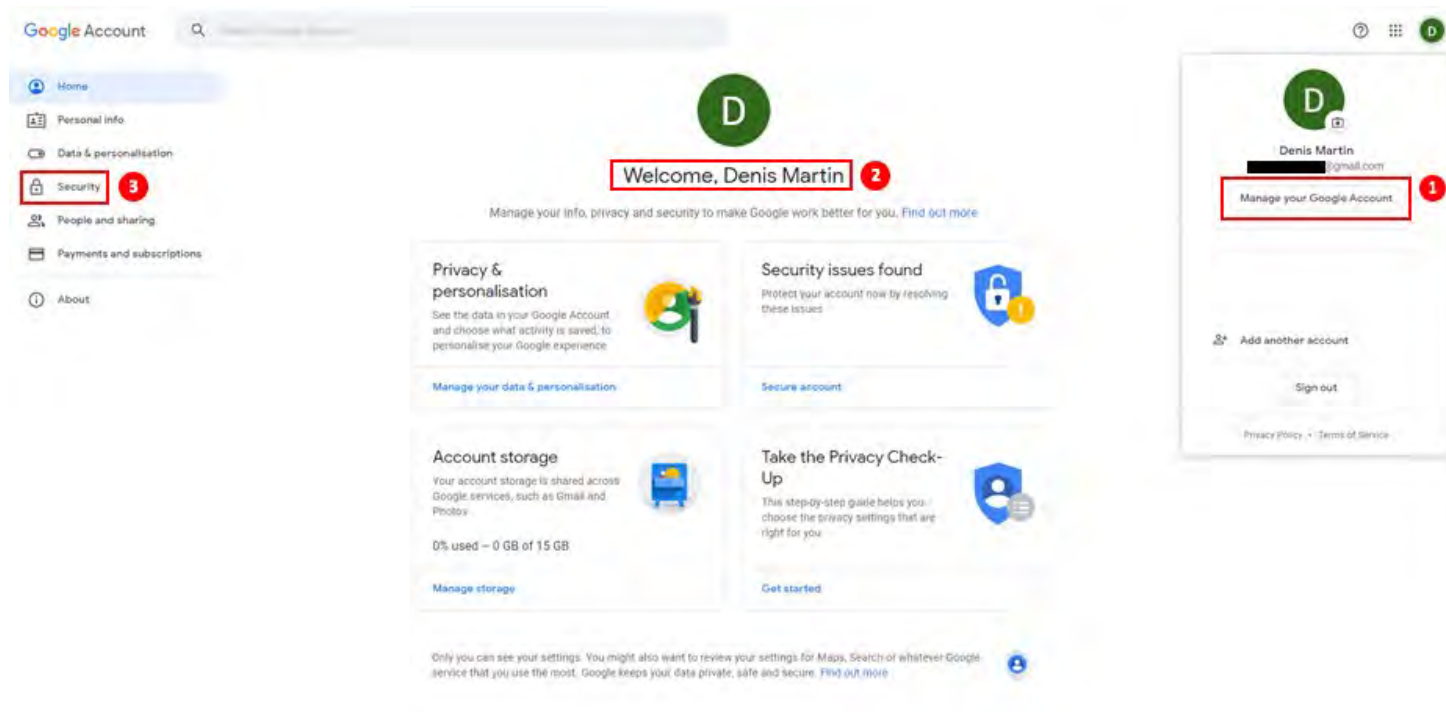 Google Account
D
Home
Personal info
Data & personalisation
Security
3
People and sharing
Payments and subscriptions
About
D
Welcome, Denis Martin
2
Manage your info, privacy and security to make Google work better for you. Find out more
Privacy &
personalisation
See the data in your Google Account
and choose what activity is saved, to
personalise your Google experience
Manage your data & personalisation
Security issues found
Protect your account now by resolving
these issues
Secure account
Account storage
Your account storage is shared across
Google services, such as Gmail and
Photos
0% used – 0 GB of 15 GB
Manage storage
Take the Privacy Check-
Up
This step-by-step guide helps you
choose the privacy settings that are
right for you
Get started
Only you can see your settings. You might also want to review your settings for Maps, Search or whatever Google
service that you use the most. Google keeps your data private, safe and secure. Find out more
D
Denis Martin
@gmail.com
Manage your Google Account
1
Add another account
Sign out
Privacy Policy • Terms of Service